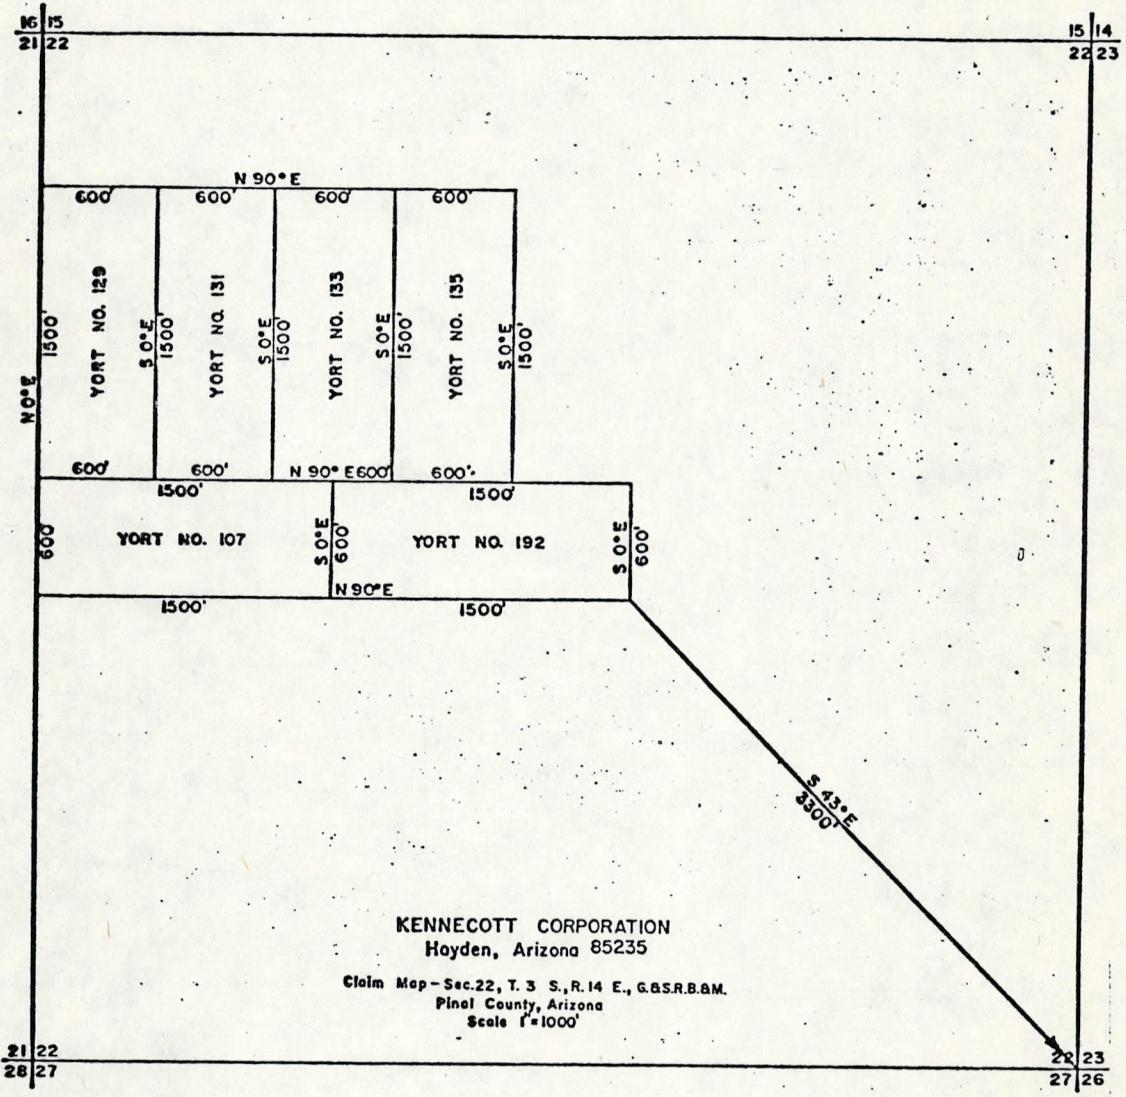 16 | 15
21 | 22
15 | 14
22 | 23
N 90° E
600' 600' 600' 600'
1500'
YORT NO. 129
S 0° E
1500'
YORT NO. 131
S 0° E
1500'
YORT NO. 133
S 0° E
1500'
YORT NO. 135
S 0° E
1500'
N 0° E
600' 600' N 90° E 600' 600'
1500' 1500'
600'
YORT NO. 107
S 0° E
600'
YORT NO. 192
S 0° E
600'
N 90° E
1500' 1500'
S 43° E
3300'
KENNECOTT CORPORATION
Hayden, Arizona 85235
Claim Map - Sec. 22, T. 3 S., R. 14 E., G.&S.R.B.&M.
Pinal County, Arizona
Scale 1" = 1000'
21 | 22
28 | 27
22 | 23
27 | 26